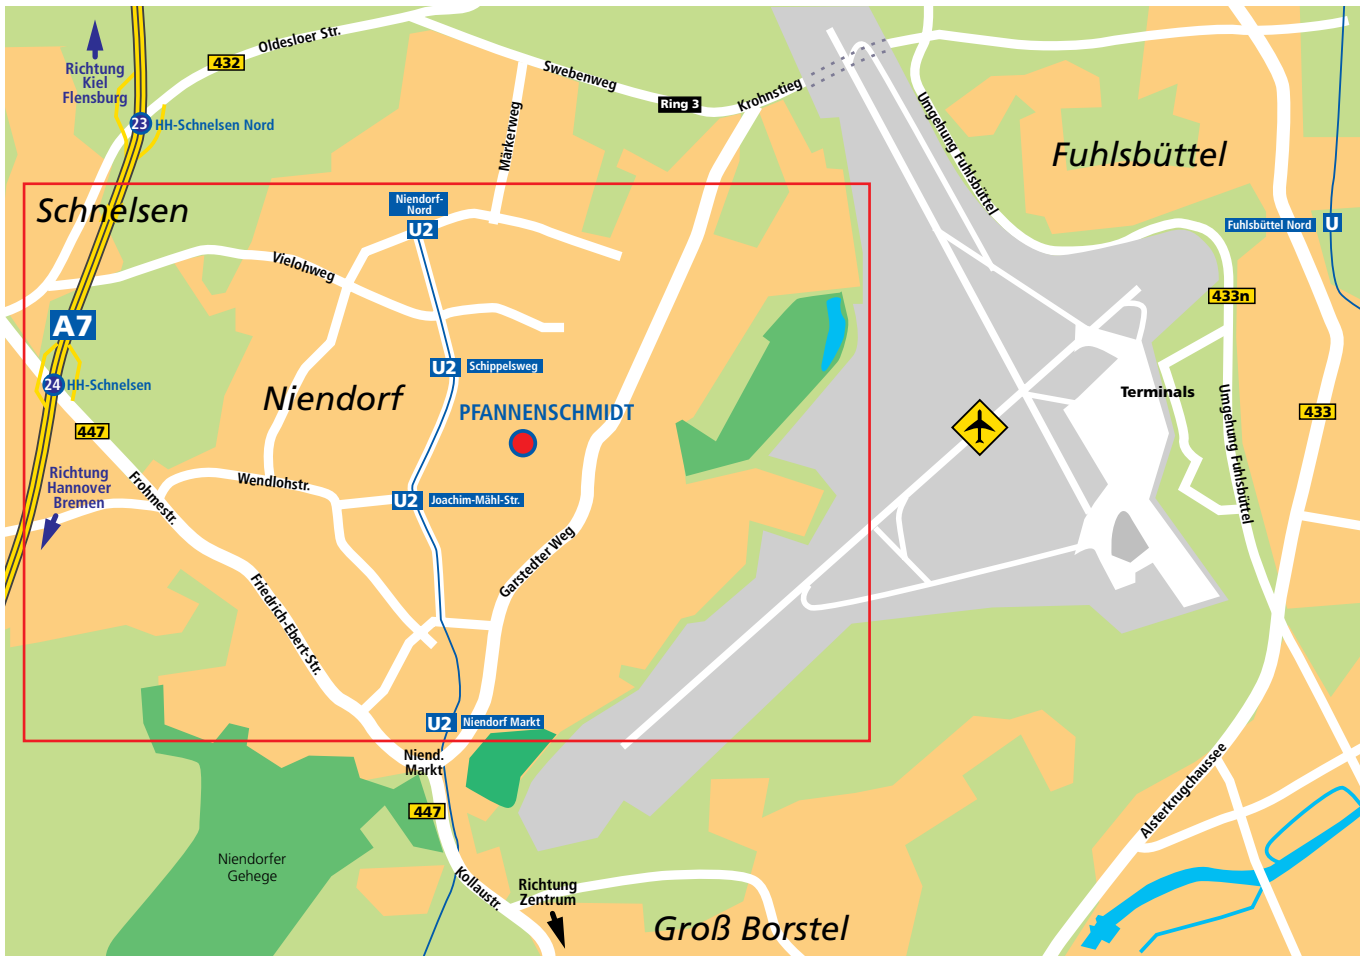 Richtung
Kiel
Flensburg
432
Oldesloer Str.
Swebenweg
Ring 3
Krohnstieg
Märkerweg
23
HH-Schnelsen Nord
Umgehung Fuhlsbüttel
Fuhlsbüttel
Schnelsen
Niendorf-
Nord
U2
Fuhlsbüttel Nord
U
Vielohweg
433n
A7
U2
Schippelsweg
24
HH-Schnelsen
Niendorf
PFANNENSCHMIDT
Terminals
433
447
Umgehung Fuhlsbüttel
Richtung
Hannover
Bremen
Frohmestr.
Wendlohstr.
U2
Joachim-Mähl-Str.
Garstedter Weg
Friedrich-Ebert-Str.
U2
Niendorf Markt
Niend.
Markt
447
Alsterkrugchaussee
Niendorfer
Gehege
Kollaustr.
Richtung
Zentrum
Groß Borstel